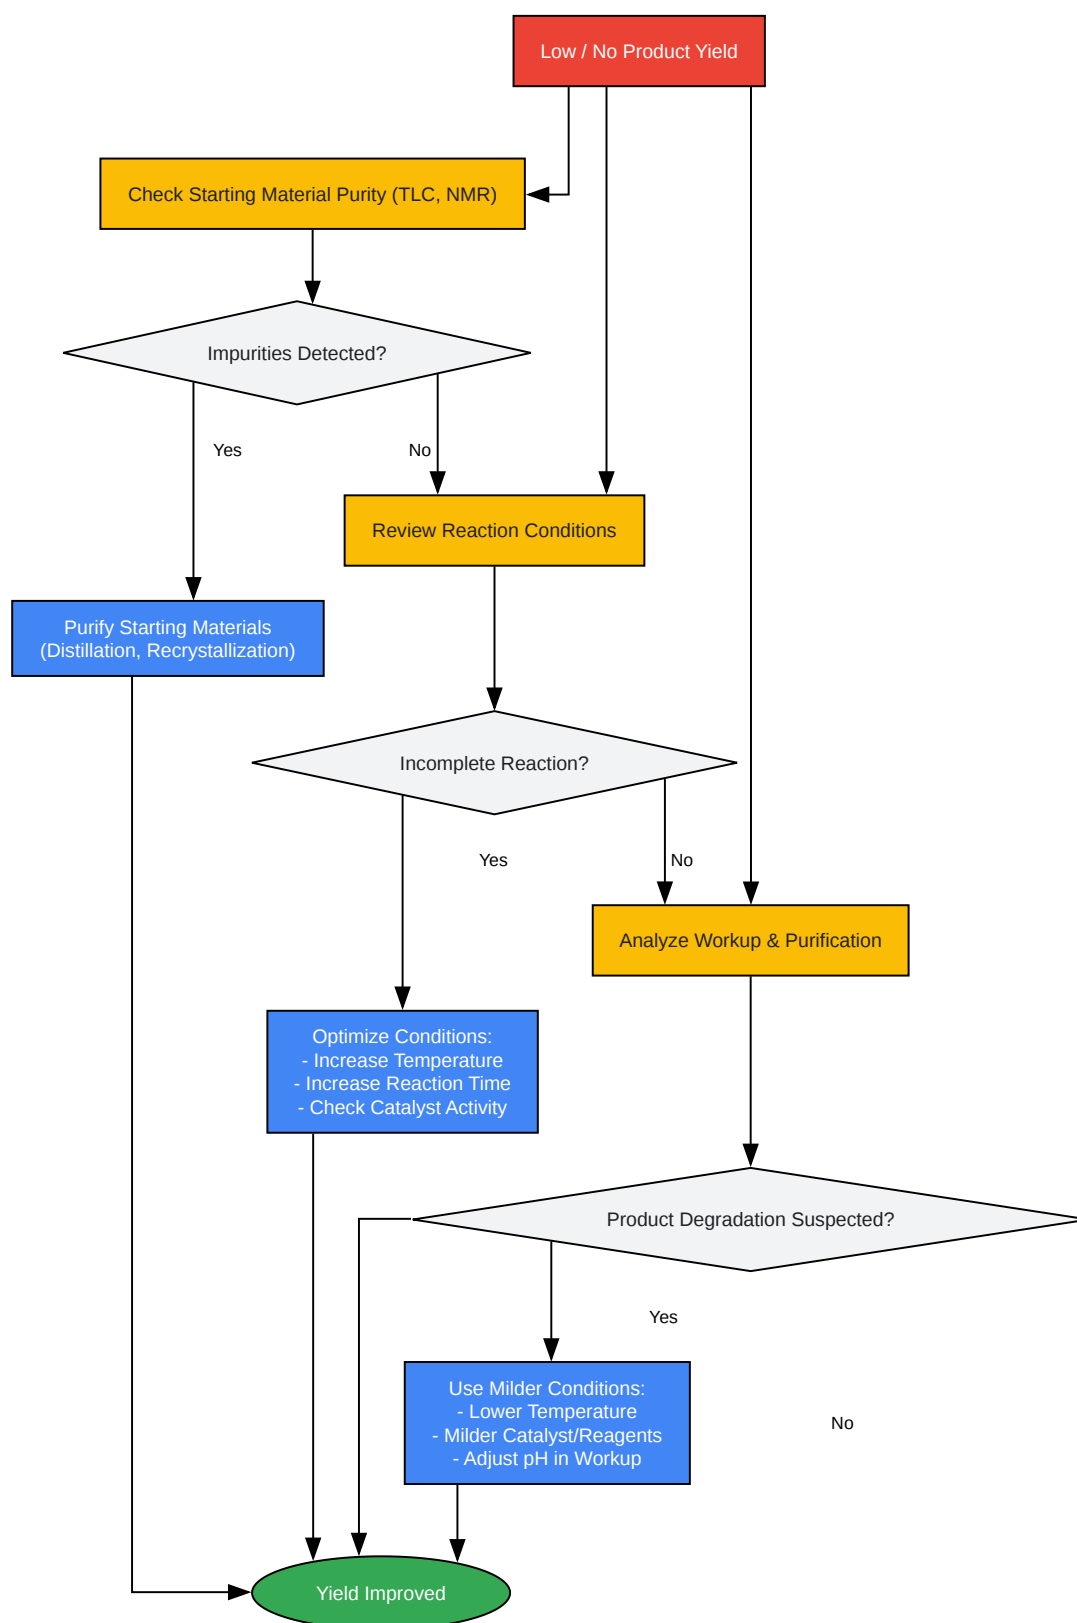 Low / No Product Yield
Check Starting Material Purity (TLC, NMR)
Impurities Detected?
Yes
No
Review Reaction Conditions
Purify Starting Materials
(Distillation, Recrystallization)
Incomplete Reaction?
Yes
No
Analyze Workup & Purification
Optimize Conditions:
- Increase Temperature
- Increase Reaction Time
- Check Catalyst Activity
Product Degradation Suspected?
Yes
Use Milder Conditions:
- Lower Temperature
- Milder Catalyst/Reagents
- Adjust pH in Workup
No
Yield Improved